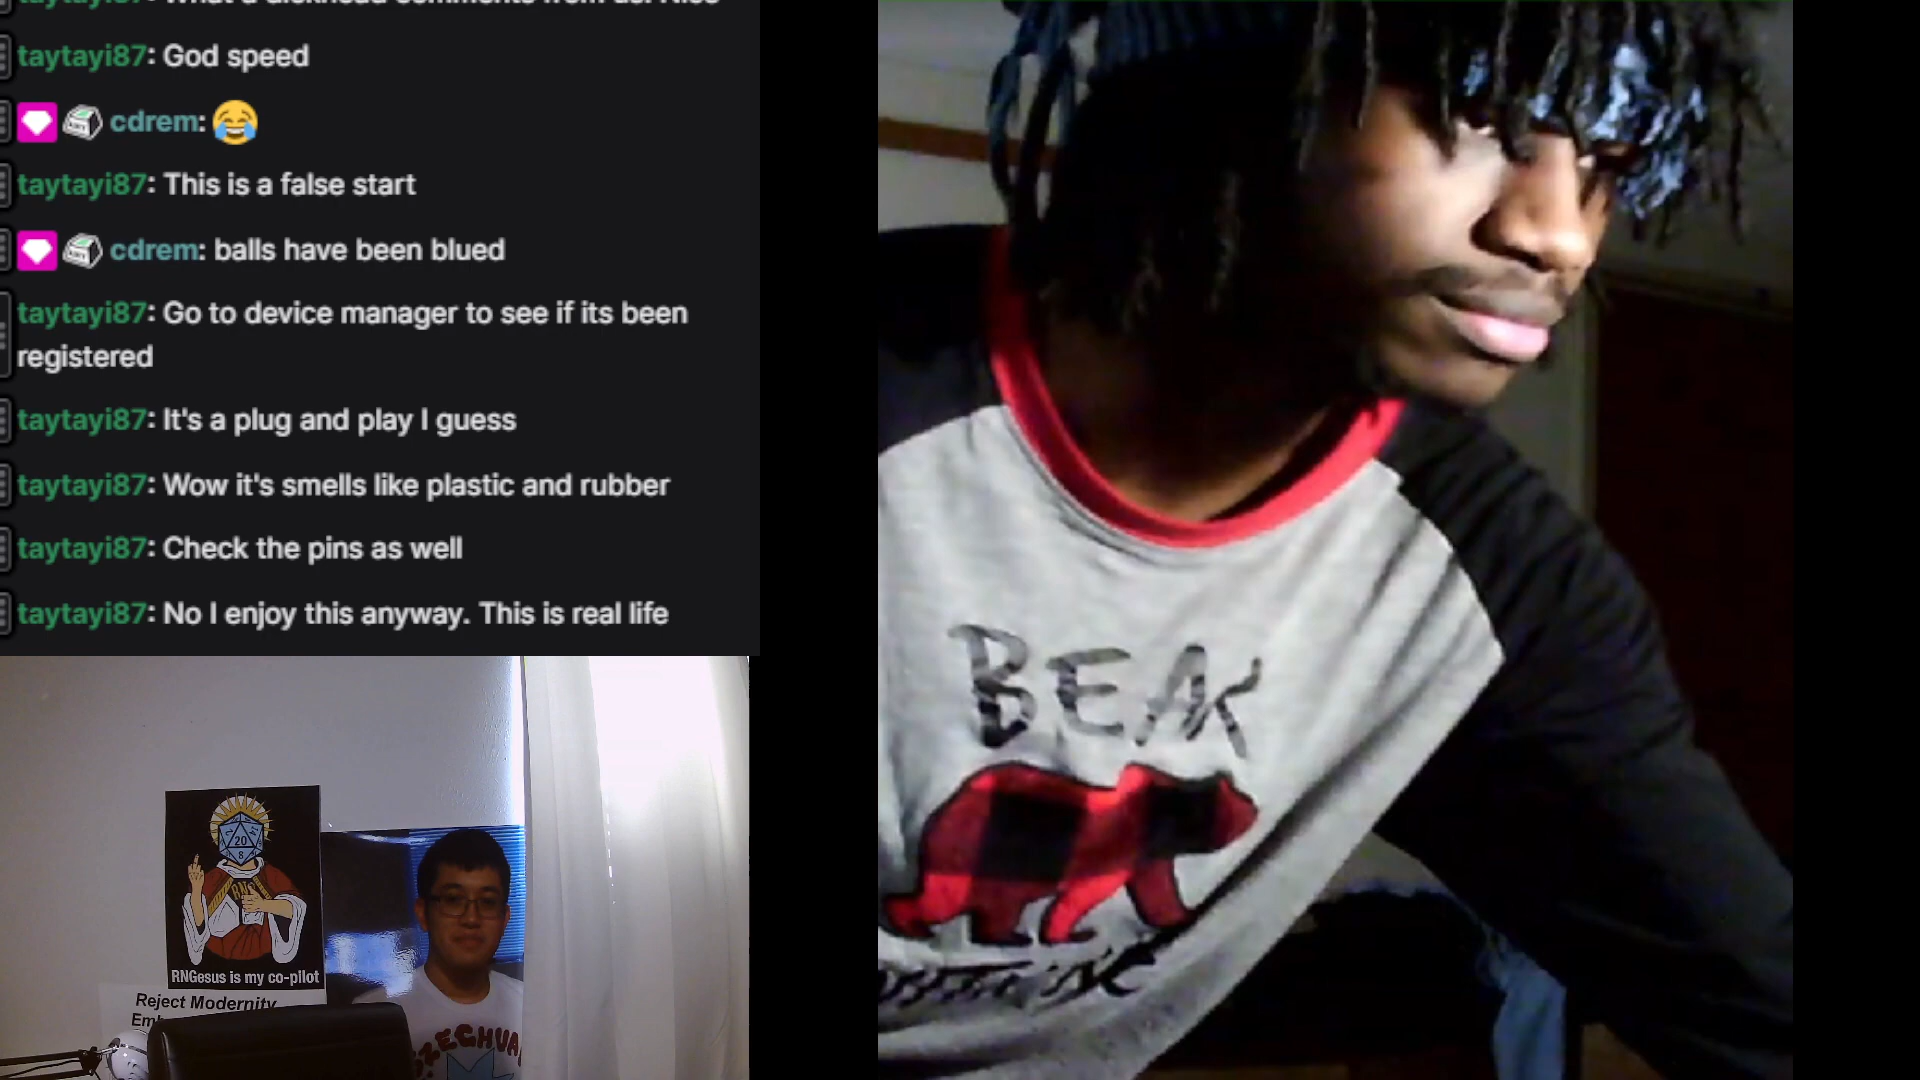 taytayi87: God speed
cdrem: 😂
taytayi87: This is a false start
cdrem: balls have been blued
taytayi87: Go to device manager to see if its been
registered
taytayi87: It's a plug and play I guess
taytayi87: Wow it's smells like plastic and rubber
taytayi87: Check the pins as well
taytayi87: No I enjoy this anyway. This is real life
20
8
RNGesus is my co-pilot
Reject Modernity
BEAR